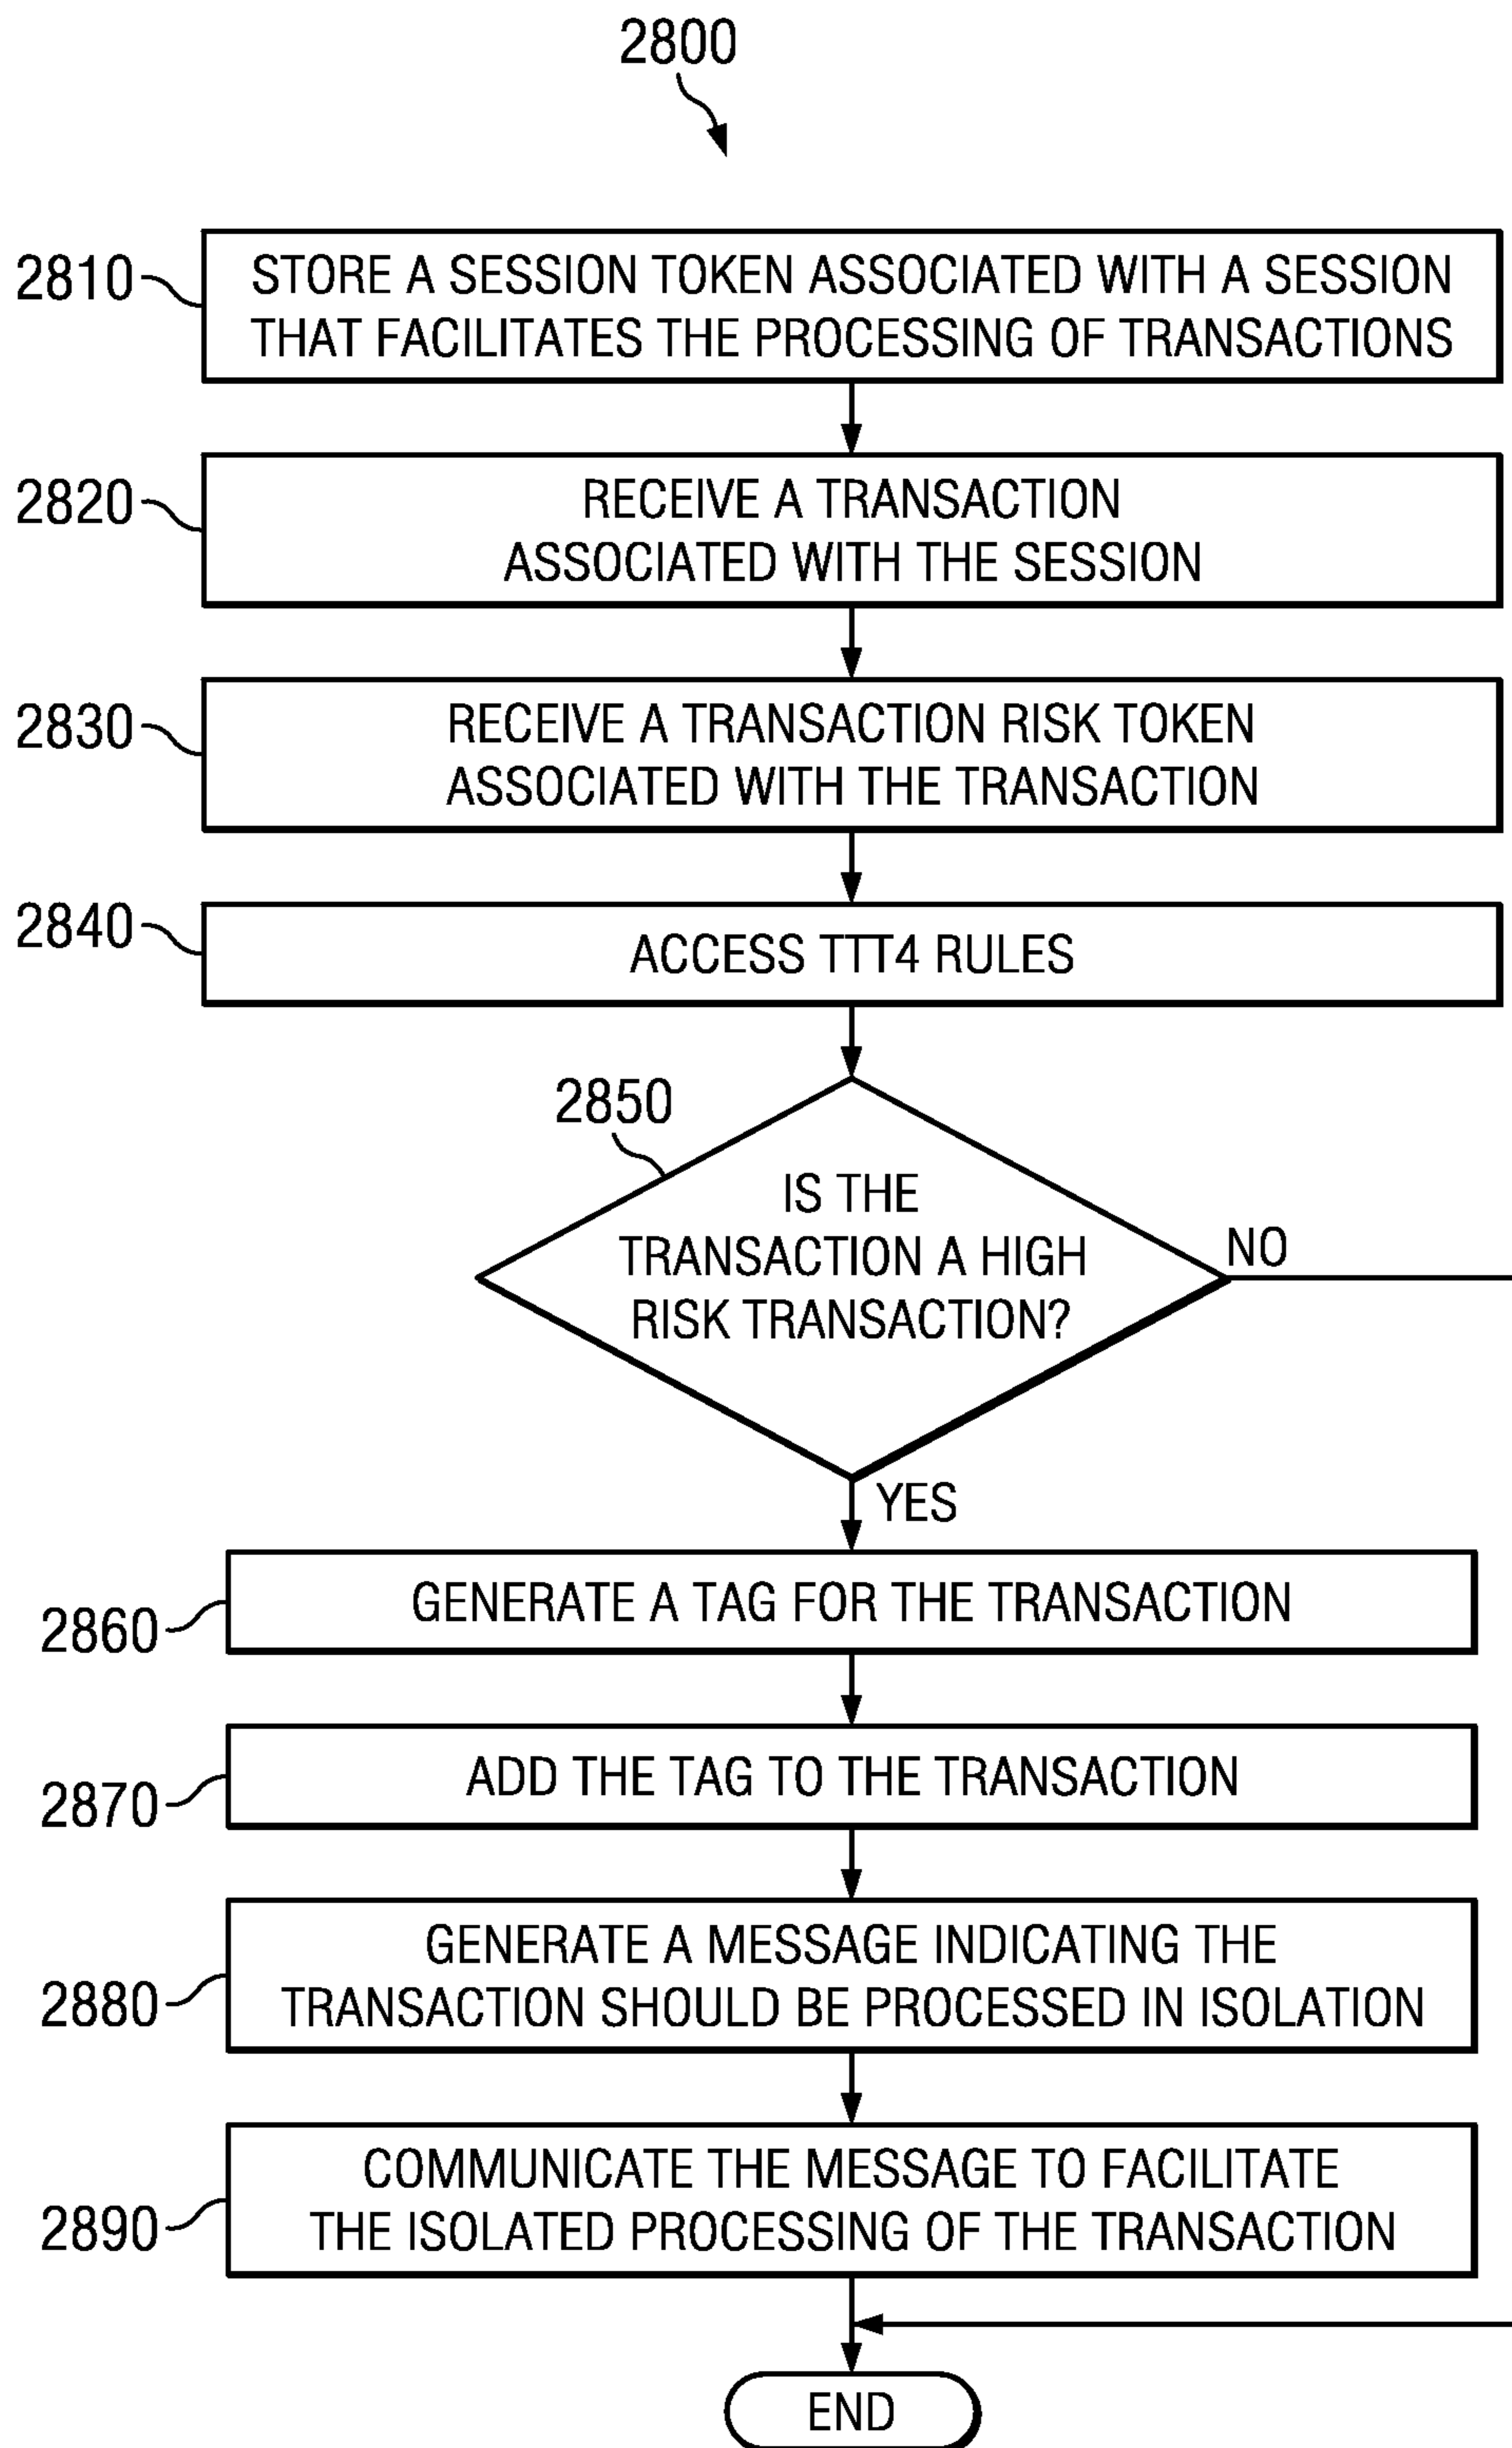 2800
2810
STORE A SESSION TOKEN ASSOCIATED WITH A SESSION
THAT FACILITATES THE PROCESSING OF TRANSACTIONS
2820
RECEIVE A TRANSACTION
ASSOCIATED WITH THE SESSION
2830
RECEIVE A TRANSACTION RISK TOKEN
ASSOCIATED WITH THE TRANSACTION
2840
ACCESS TTT4 RULES
2850
IS THE
TRANSACTION A HIGH
RISK TRANSACTION?
NO
YES
2860
GENERATE A TAG FOR THE TRANSACTION
2870
ADD THE TAG TO THE TRANSACTION
2880
GENERATE A MESSAGE INDICATING THE
TRANSACTION SHOULD BE PROCESSED IN ISOLATION
2890
COMMUNICATE THE MESSAGE TO FACILITATE
THE ISOLATED PROCESSING OF THE TRANSACTION
END